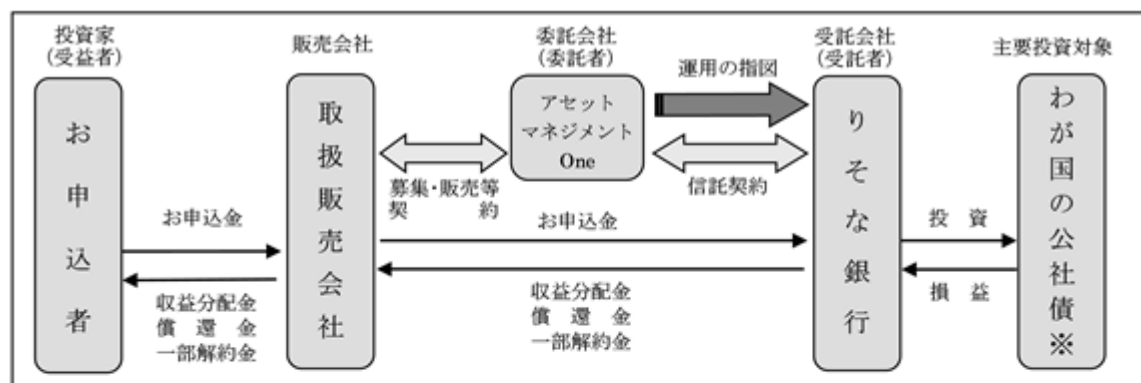 投資家
（受益者）
お申込者
お申込金
収益分配金
償還金
一部解約金
販売会社
取扱販売会社
募集・販売等
契約
委託会社
（委託者）
アセット
マネジメント
One
運用の指図
信託契約
お申込金
収益分配金
償還金
一部解約金
受託会社
（受託者）
りそな銀行
投資
損益
主要投資対象
わが国の公社債※